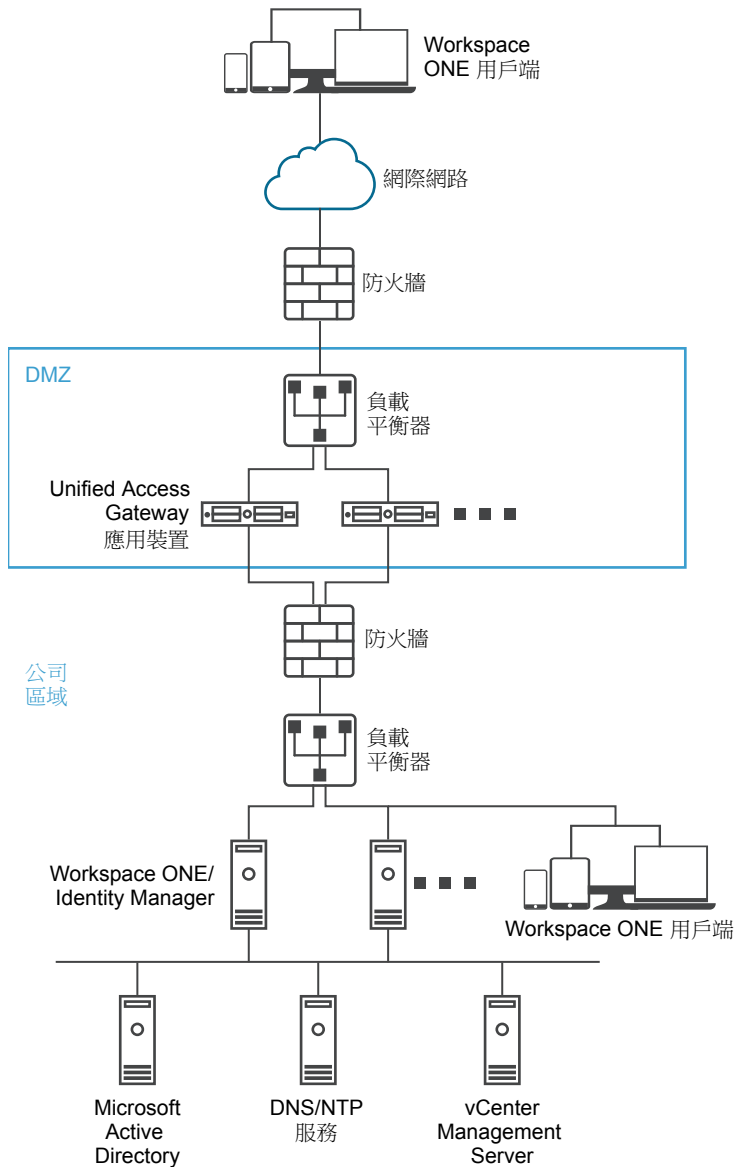 Workspace
ONE 用戶端
網際網路
防火牆
DMZ
負載
平衡器
Unified Access
Gateway
應用裝置
防火牆
公司
區域
負載
平衡器
Workspace ONE/
Identity Manager
Workspace ONE 用戶端
Microsoft
Active
Directory
DNS/NTP
服務
vCenter
Management
Server